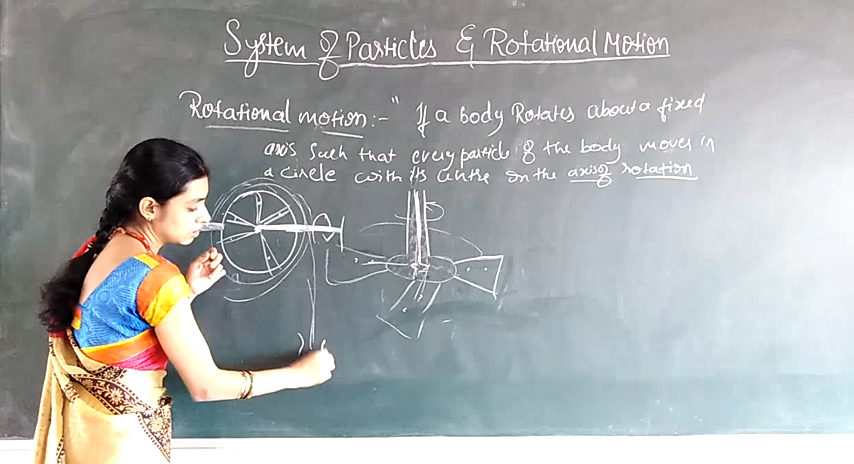 System of Particles & Rotational Motion
Rotational motion:- " If a body Rotates about a fixed
axis such that every particle of the body moves in
a circle with its centre on the axis of rotation